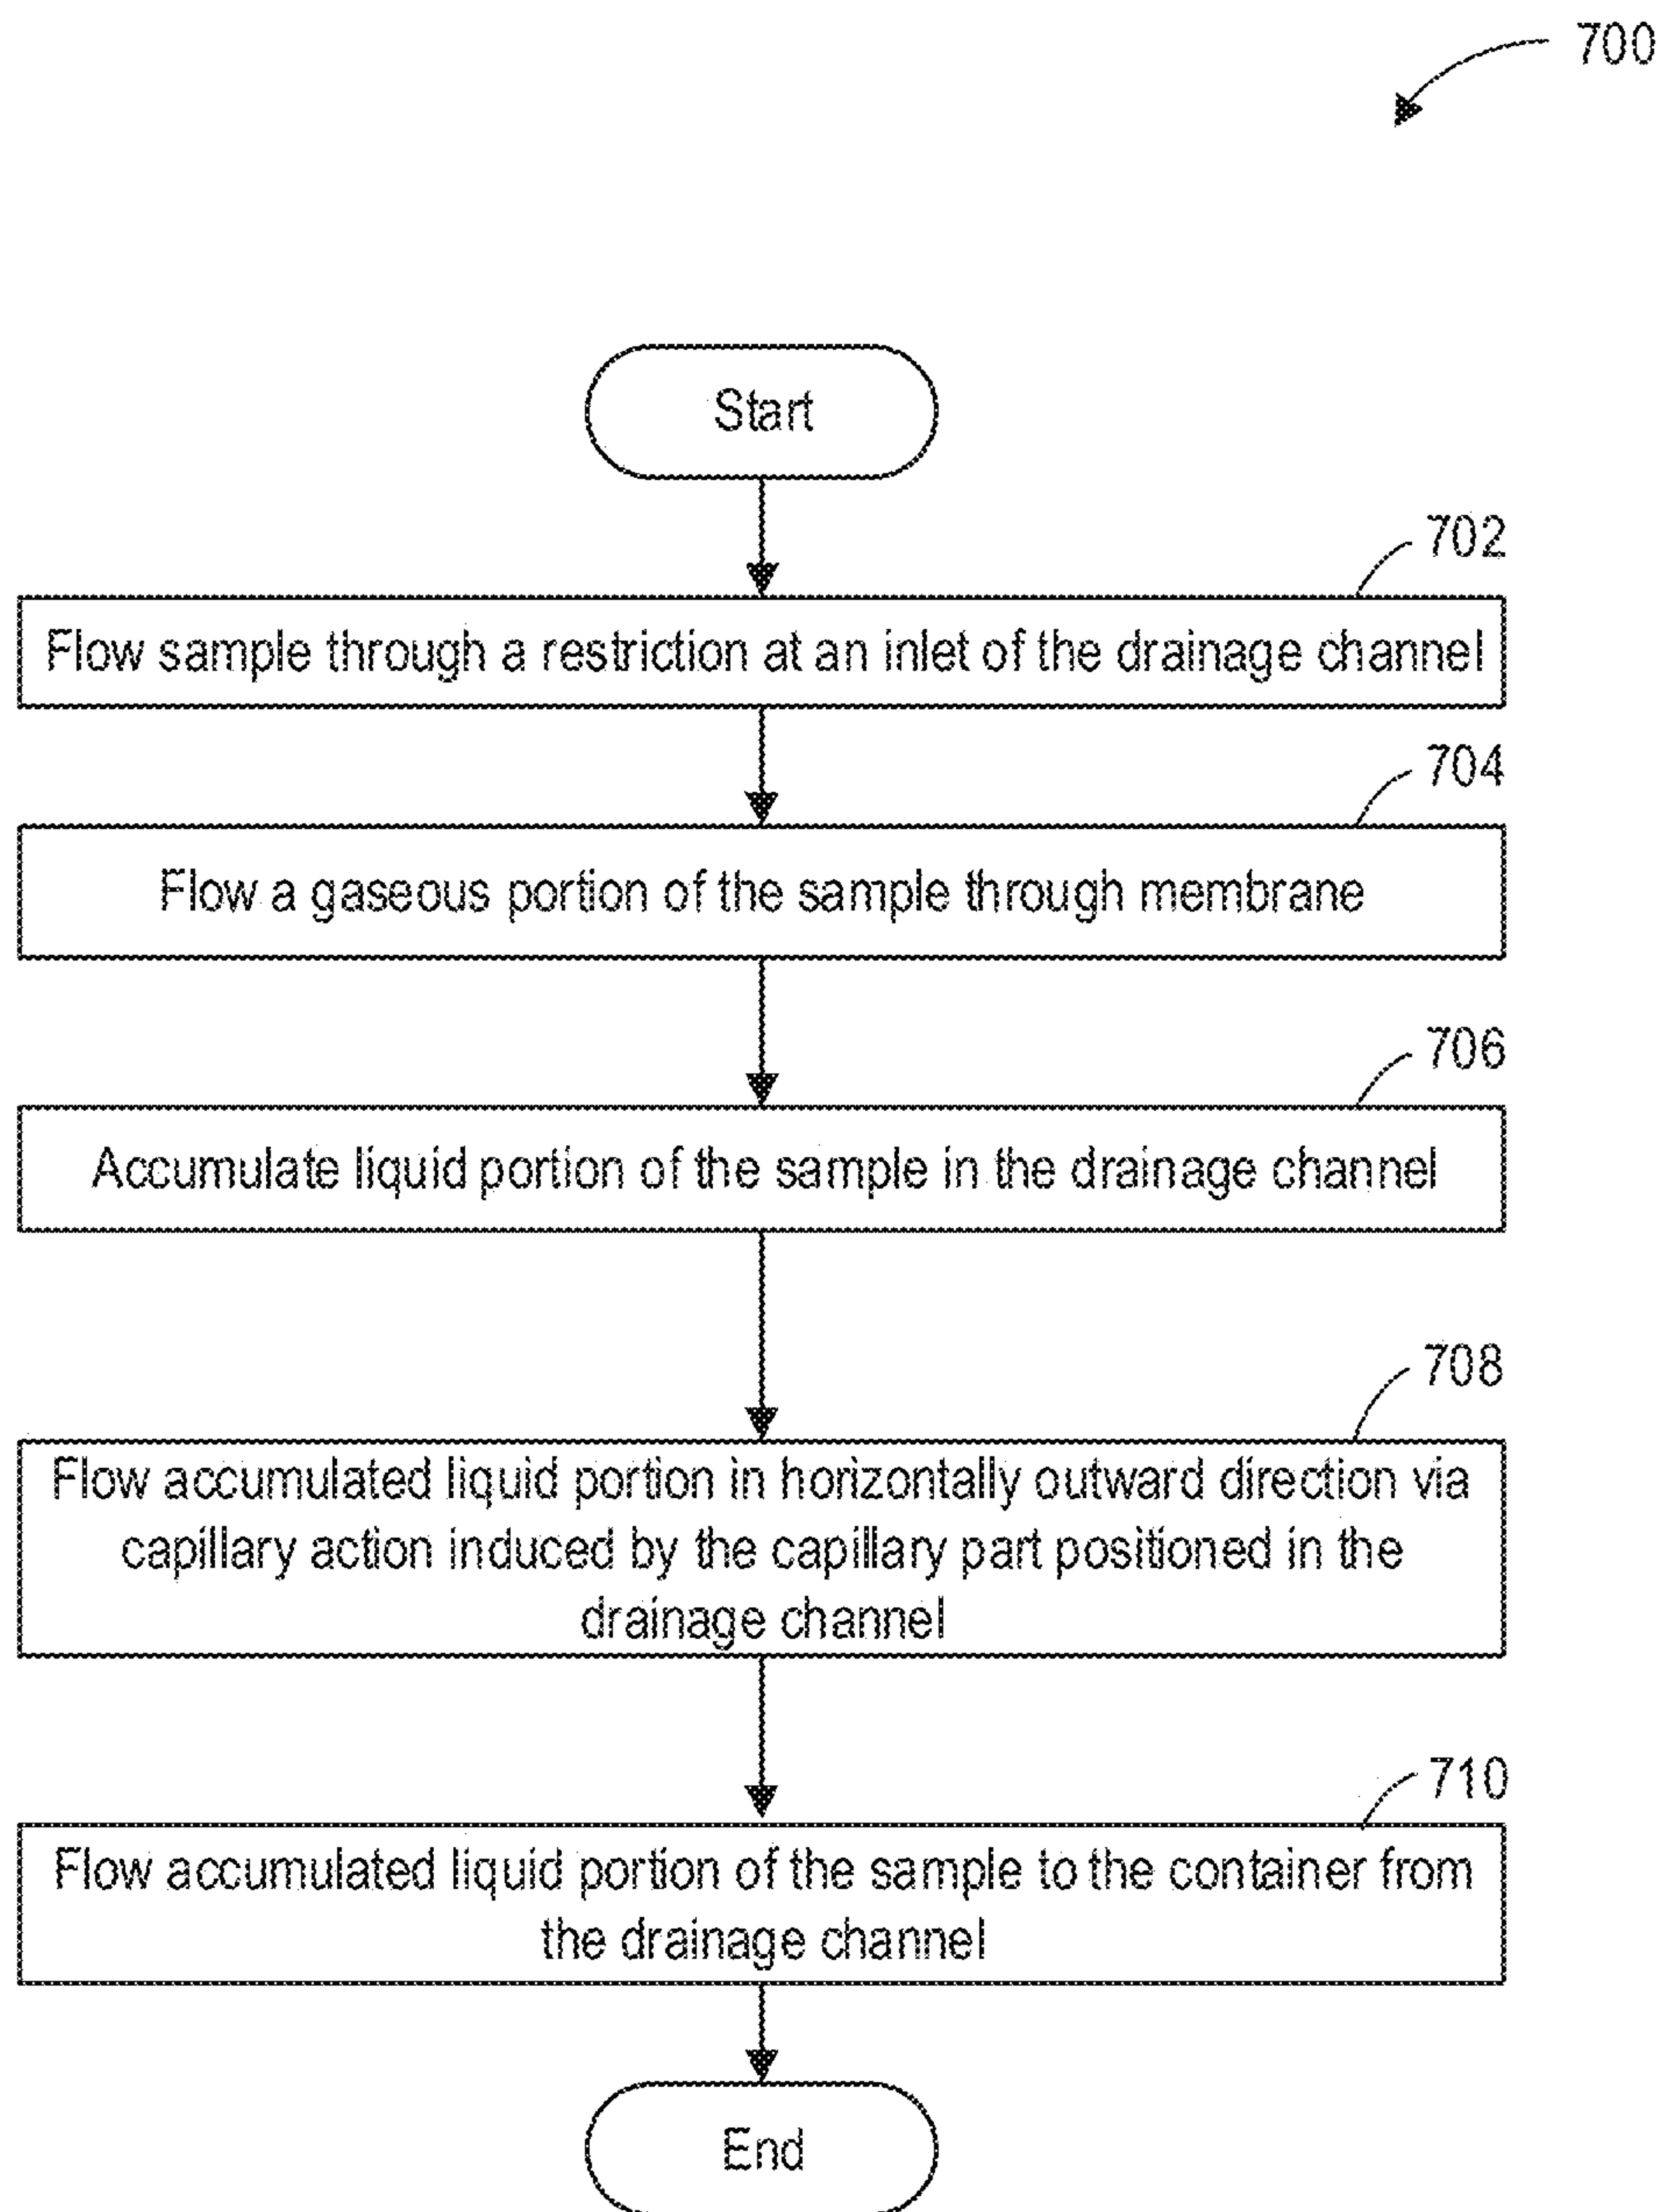 700
Start
702
Flow sample through a restriction at an inlet of the drainage channel
704
Flow a gaseous portion of the sample through membrane
706
Accumulate liquid portion of the sample in the drainage channel
708
Flow accumulated liquid portion in horizontally outward direction via
capillary action induced by the capillary part positioned in the
drainage channel
710
Flow accumulated liquid portion of the sample to the container from
the drainage channel
End